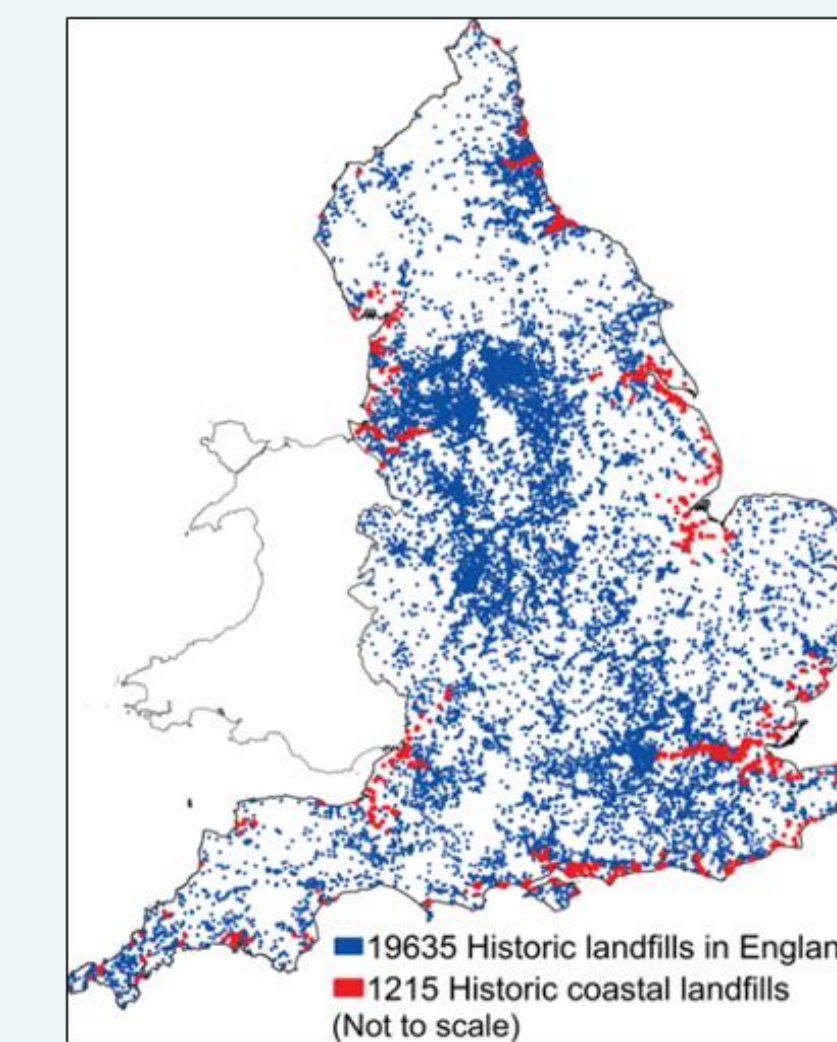 19635 Historic landfills in Englan
1215 Historic coastal landfills
(Not to scale)